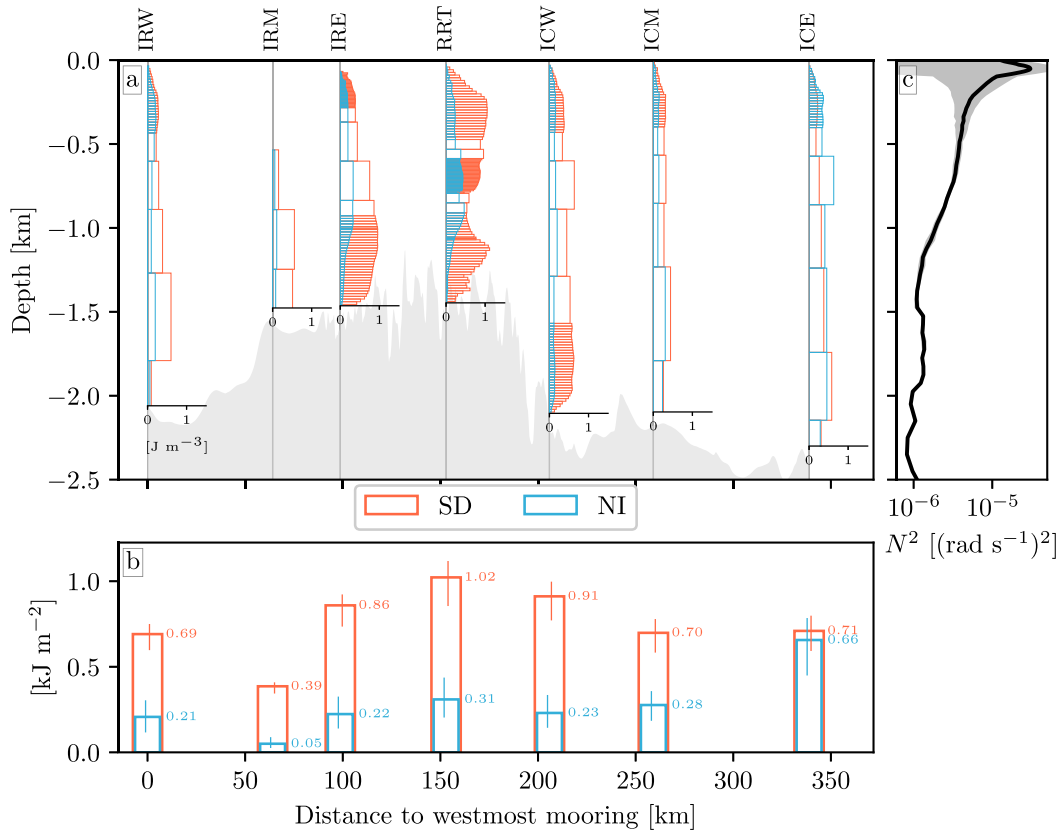 IRW IRM IRE RRT ICW ICM ICE
a
c
0.0
−0.5
−1.0
−1.5
−2.0
−2.5
Depth [km]
0 1
[J m⁻³]
0 1
0 1
0 1
0 1
0 1
0 1
10⁻⁶ 10⁻⁵
N² [(rad s⁻¹)²]
SD NI
b
1.0
0.5
0.0
[kJ m⁻²]
0.69
0.21
0.39
0.05
0.86
0.22
1.02
0.31
0.91
0.23
0.70
0.28
0.71
0.66
0 50 100 150 200 250 300 350
Distance to westmost mooring [km]